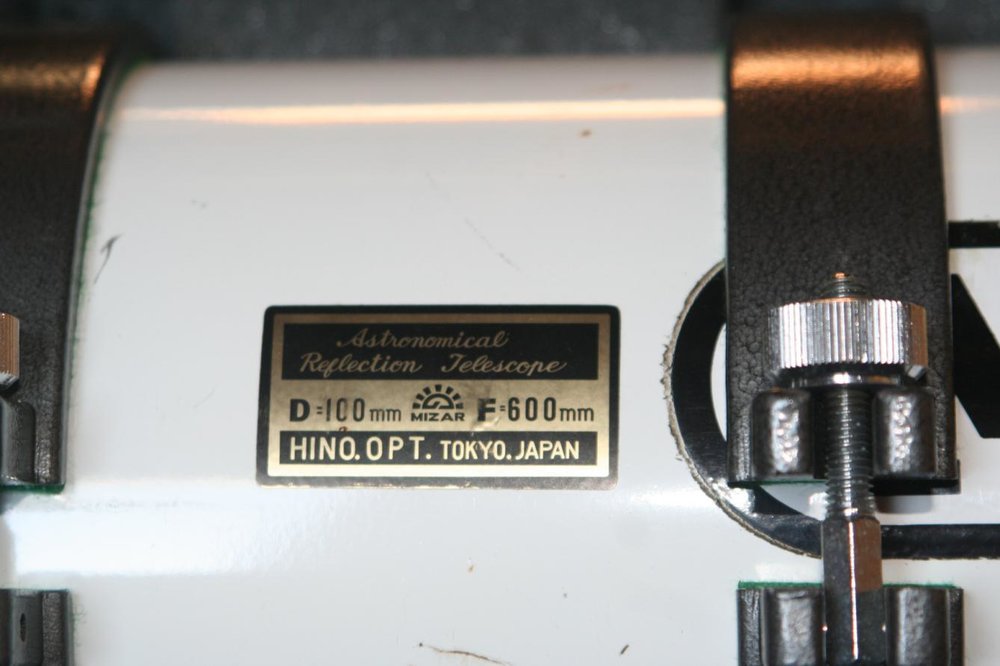 Astronomical
Reflection Telescope
D=100mm MIZAR F=600mm
HINO.OPT. TOKYO.JAPAN